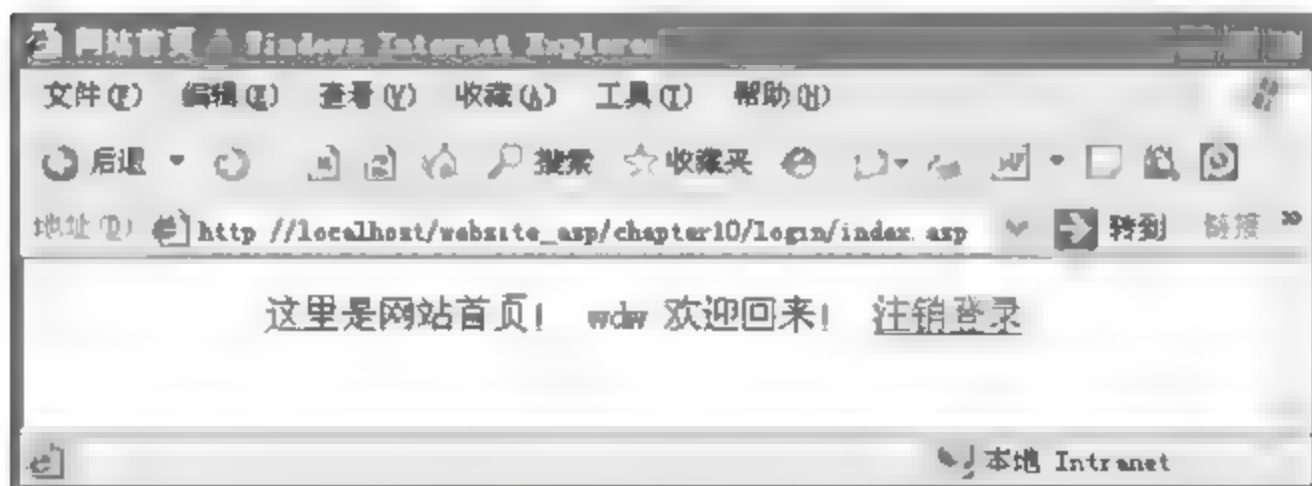 网站首页 - Windows Internet Explorer
文件(F) 编辑(E) 查看(V) 收藏(A) 工具(T) 帮助(H)
后退 搜索 收藏夹
地址(D) http://localhost/website_asp/chapter10/login/index.asp 转到 链接 »
这里是网站首页! wdw 欢迎回来! 注销登录
本地 Intranet